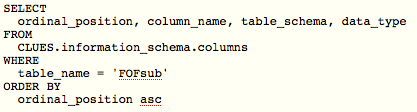 SELECT
ordinal_position, column_name, table_schema, data_type
FROM
CLUES.information_schema.columns
WHERE
table_name = 'FOFsub'
ORDER BY
ordinal_position asc